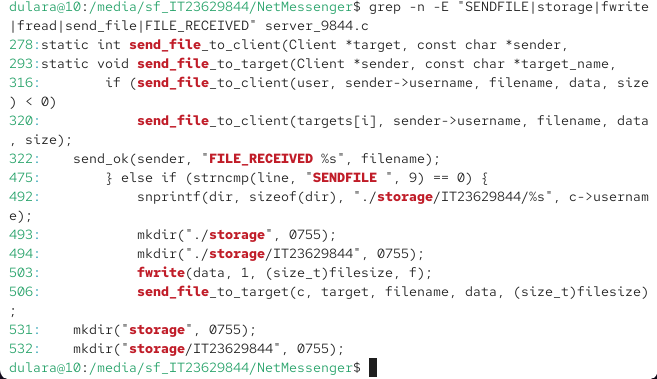 dulara@10:/media/sf_IT23629844/NetMessenger$ grep -n -E "SENDFILE|storage|fwrite
|fread|send_file|FILE_RECEIVED" server_9844.c
278:static int send_file_to_client(Client *target, const char *sender,
293:static void send_file_to_target(Client *sender, const char *target_name,
316:        if (send_file_to_client(user, sender->username, filename, data, size
) < 0)
320:            send_file_to_client(targets[i], sender->username, filename, data
, size);
322:    send_ok(sender, "FILE_RECEIVED %s", filename);
475:        } else if (strncmp(line, "SENDFILE ", 9) == 0) {
492:            snprintf(dir, sizeof(dir), "./storage/IT23629844/%s", c->usernam
e);
493:            mkdir("./storage", 0755);
494:            mkdir("./storage/IT23629844", 0755);
503:            fwrite(data, 1, (size_t)filesize, f);
506:            send_file_to_target(c, target, filename, data, (size_t)filesize)
;
531:    mkdir("storage", 0755);
532:    mkdir("storage/IT23629844", 0755);
dulara@10:/media/sf_IT23629844/NetMessenger$